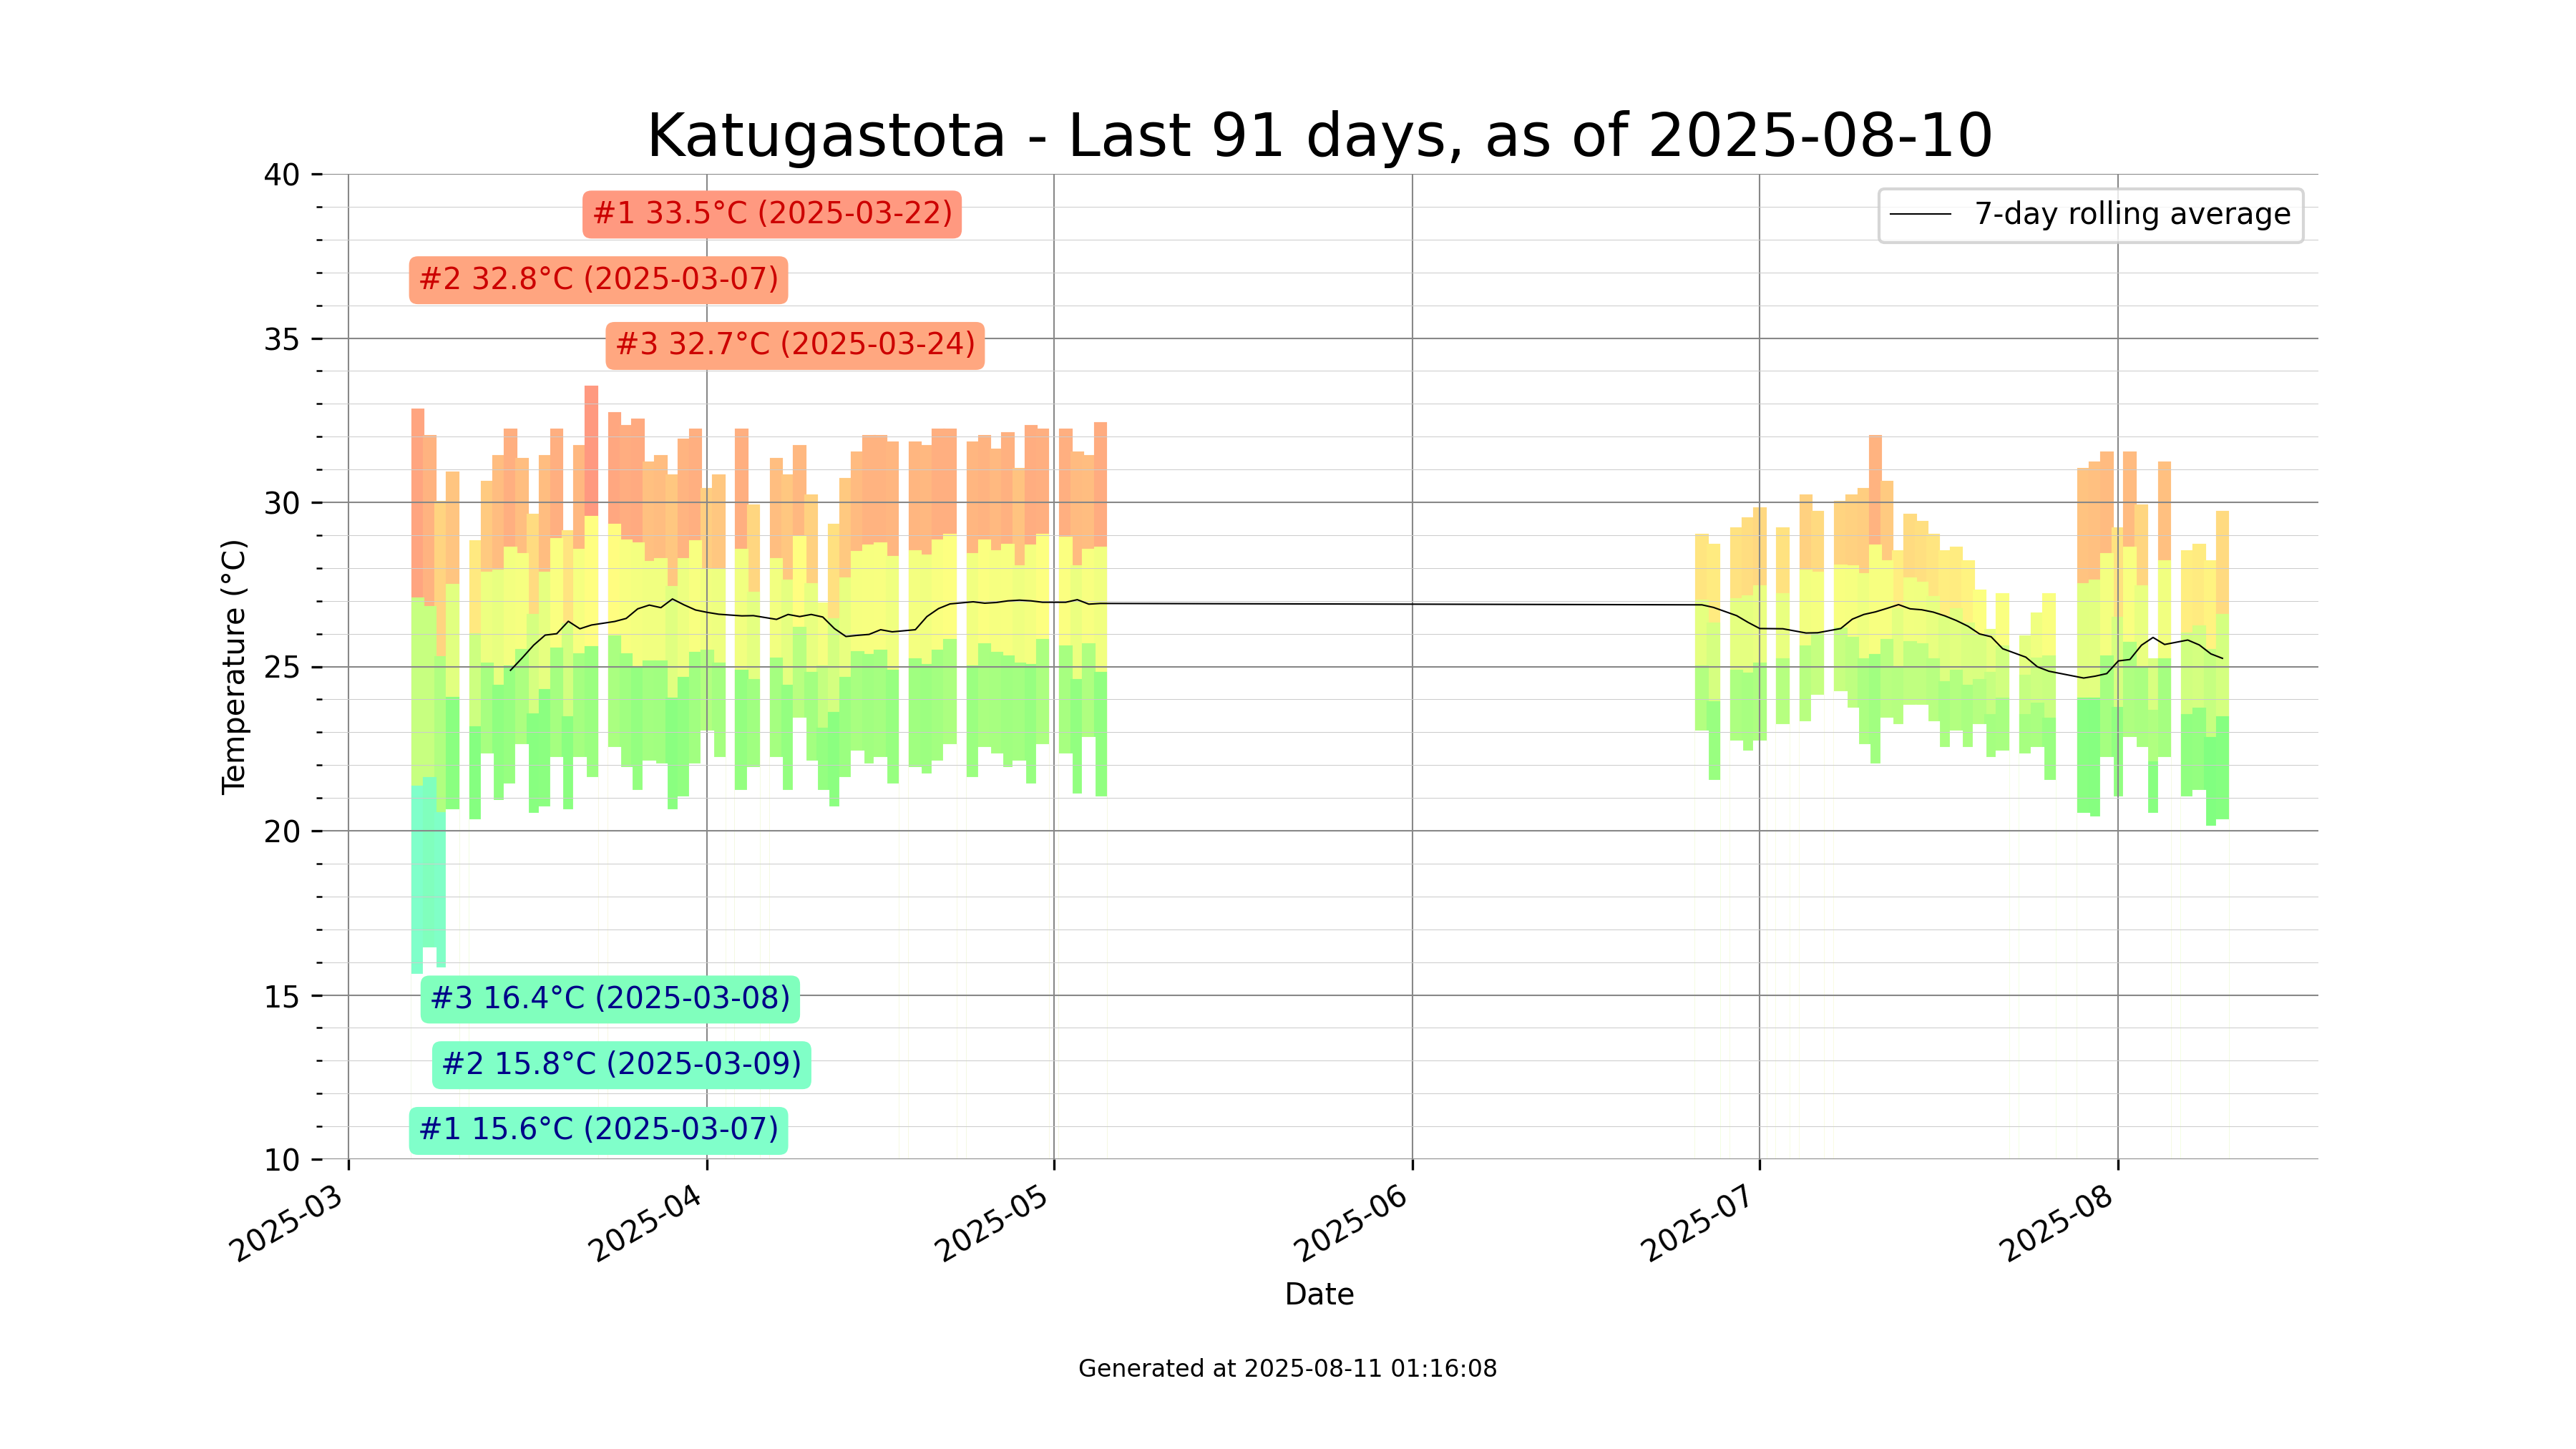 Katugastota - Last 91 days, as of 2025-08-10
7-day rolling average
#1 33.5°C (2025-03-22)
#2 32.8°C (2025-03-07)
#3 32.7°C (2025-03-24)
#3 16.4°C (2025-03-08)
#2 15.8°C (2025-03-09)
#1 15.6°C (2025-03-07)
Temperature (°C)
40
35
30
25
20
15
10
2025-03
2025-04
2025-05
2025-06
2025-07
2025-08
Date
Generated at 2025-08-11 01:16:08